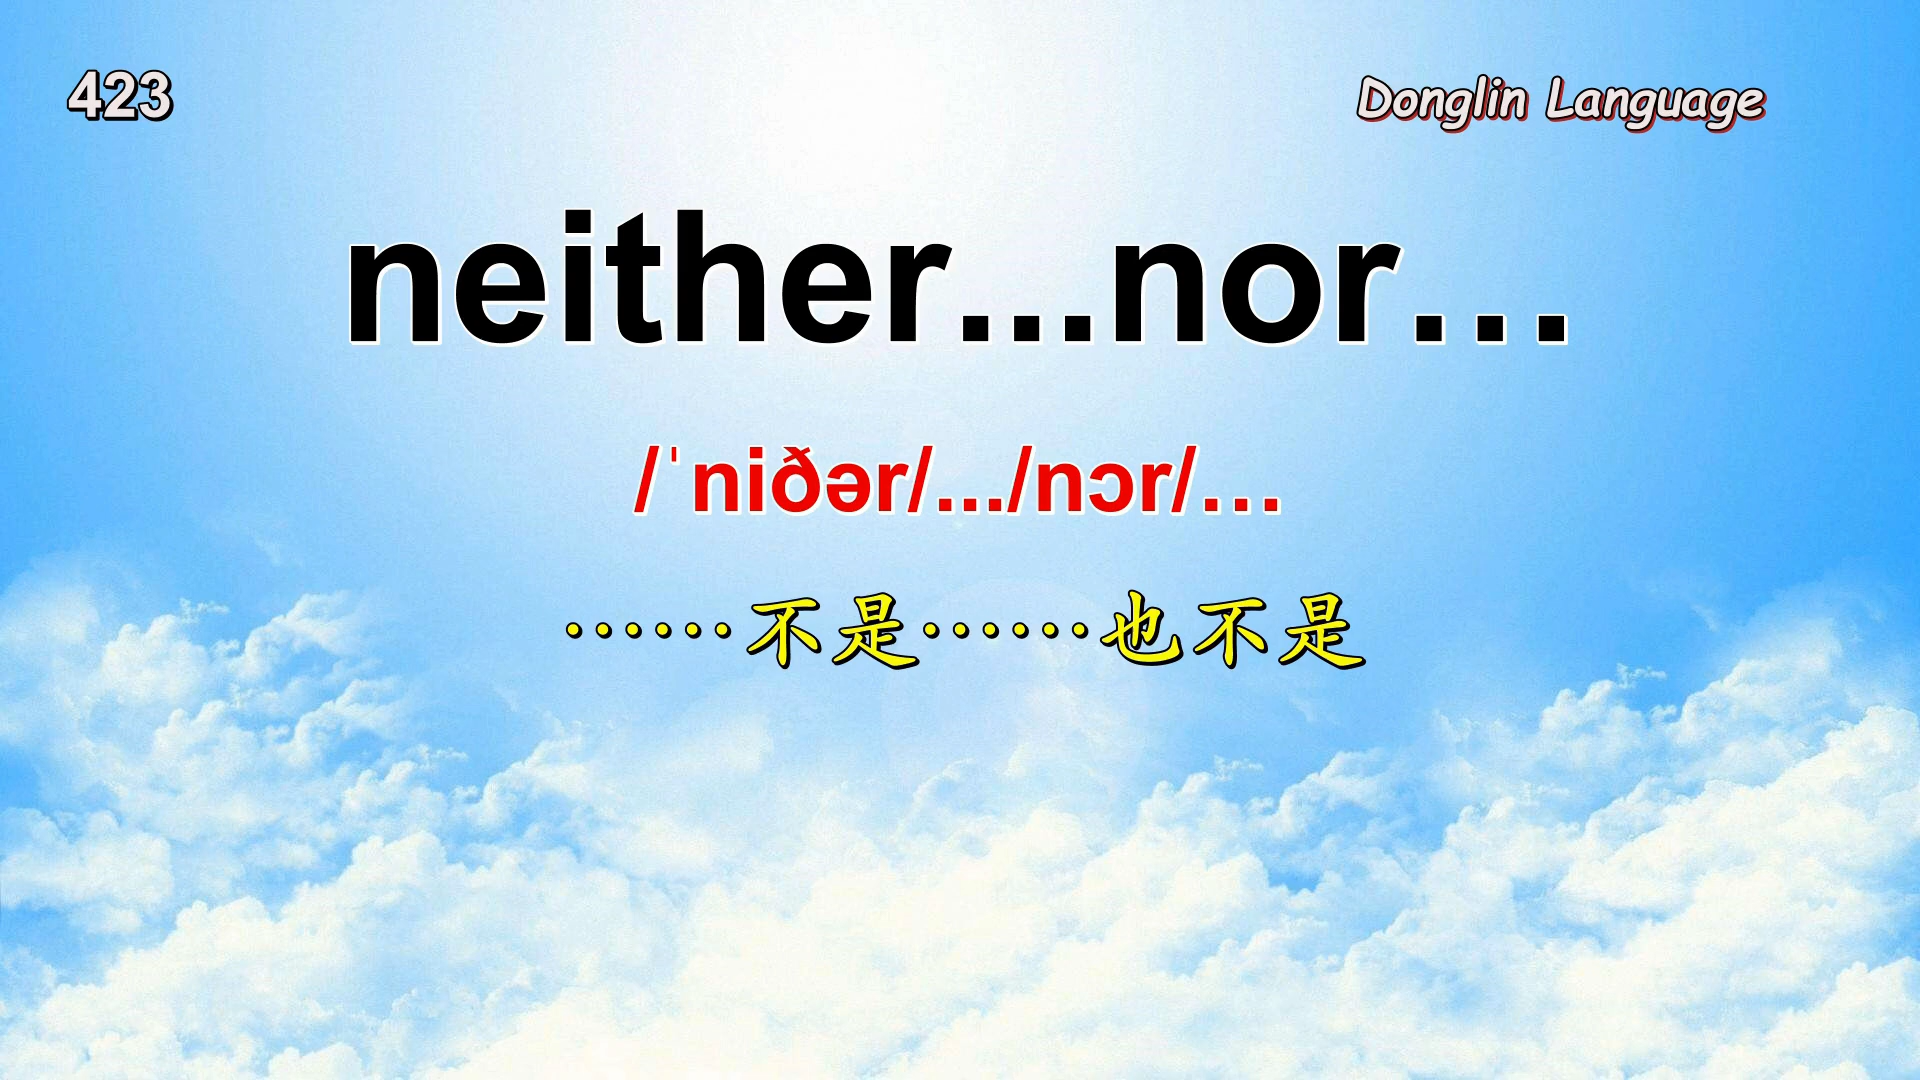 423
Donglin Language
neither...nor…
/ˈniðər/.../nɔr/…
……不是……也不是